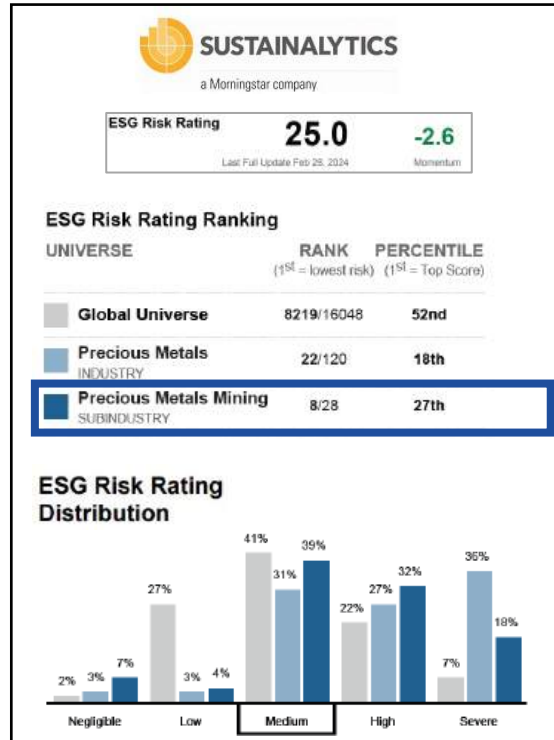 SUSTAINALYTICS
a Morningstar company
ESG Risk Rating 25.0 -2.6
Last Full Update Feb 28, 2024 Momentum
ESG Risk Rating Ranking
UNIVERSE RANK PERCENTILE
(1st = lowest risk) (1st = Top Score)
Global Universe 8219/16048 52nd
Precious Metals 22/120 18th
INDUSTRY
Precious Metals Mining 8/28 27th
SUBINDUSTRY
ESG Risk Rating
Distribution
2% 3% 7% 27% 3% 4% 41% 31% 39% 22% 27% 32% 7% 36% 18%
Negligible Low Medium High Severe